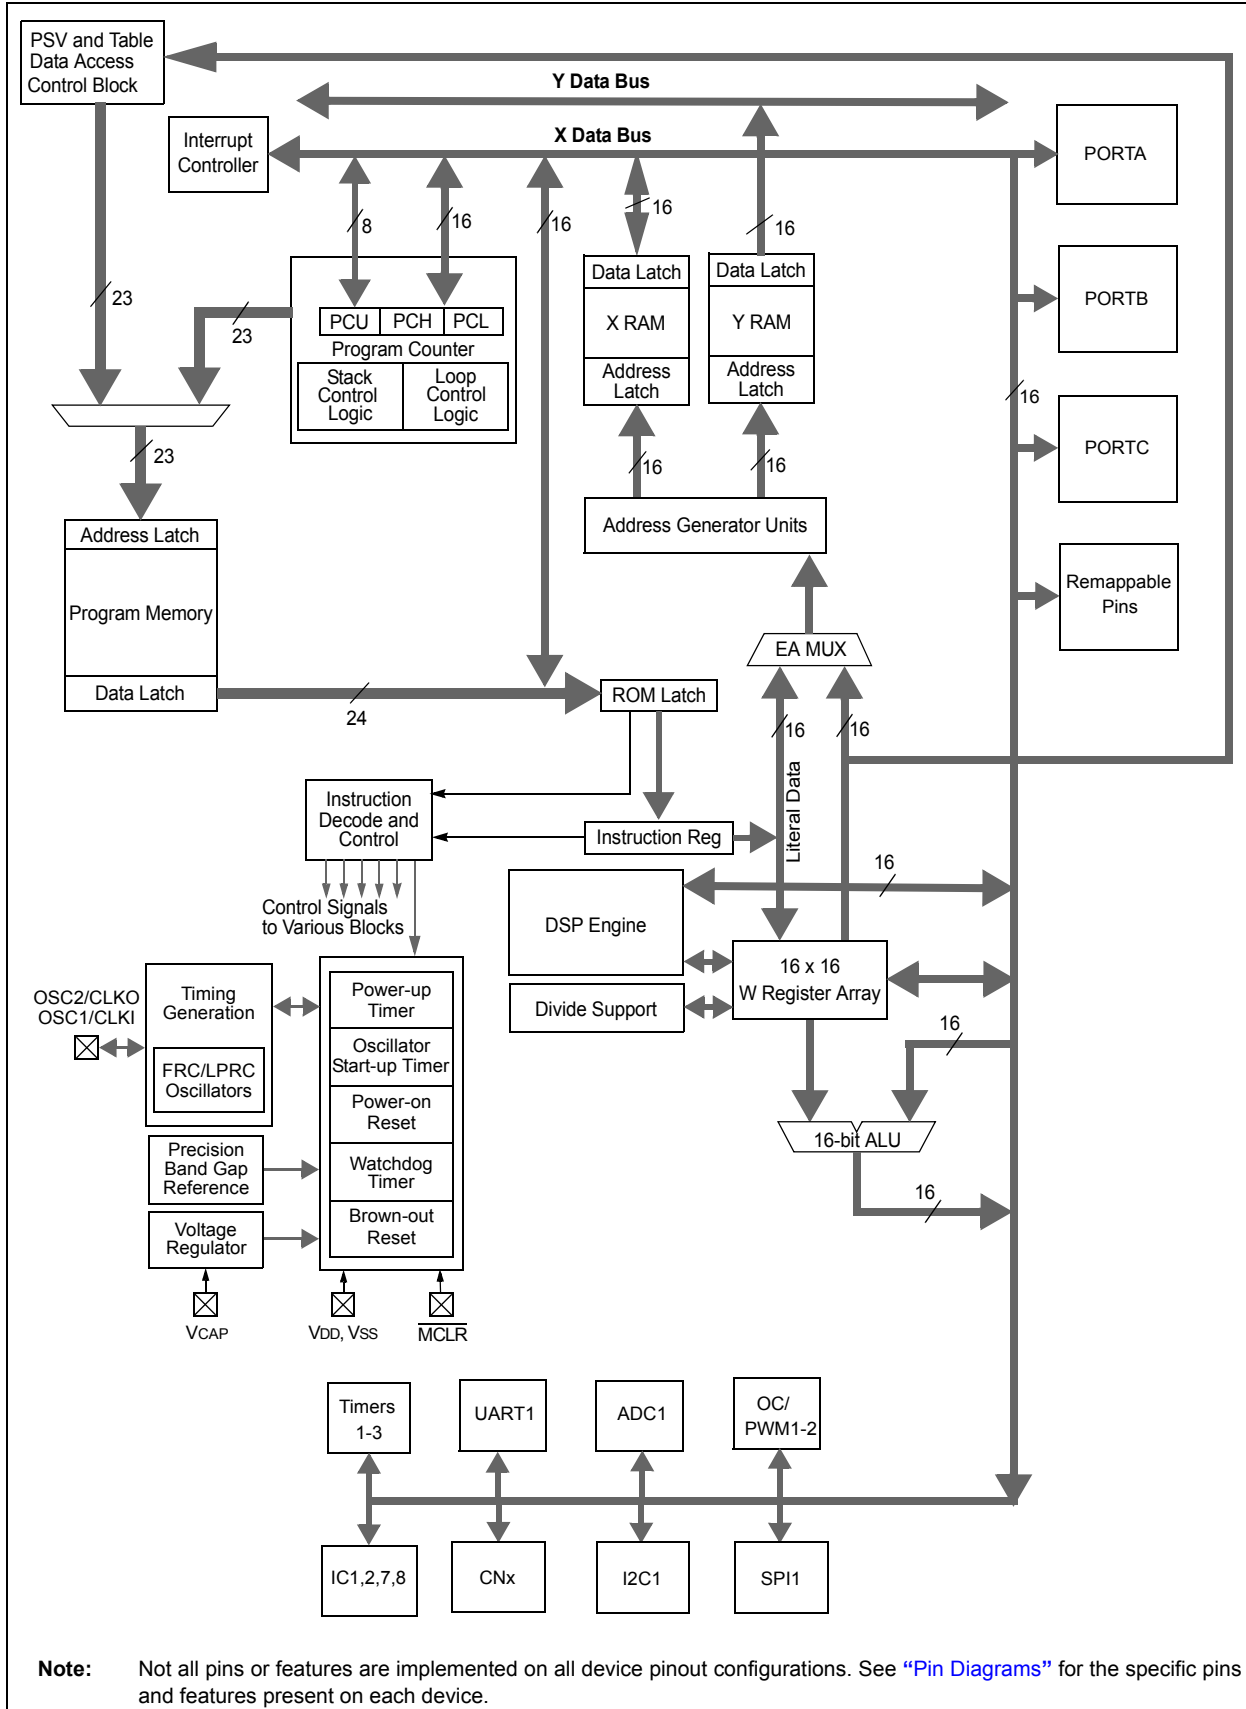 PSV and Table
Data Access
Control Block
Y Data Bus
Interrupt
Controller
X Data Bus
PORTA
8
16
16
16
16
23
23
Data Latch
X RAM
Address
Latch
Data Latch
Y RAM
Address
Latch
PORTB
PCU
PCH
PCL
Program Counter
Stack
Control
Logic
Loop
Control
Logic
16
PORTC
23
16
16
Address Latch
Program Memory
Data Latch
Address Generator Units
Remappable
Pins
EA MUX
24
ROM Latch
16
16
Literal Data
Instruction
Decode and
Control
Instruction Reg
Control Signals
to Various Blocks
16
DSP Engine
16 x 16
W Register Array
Divide Support
OSC2/CLKO
OSC1/CLKI
Timing
Generation
FRC/LPRC
Oscillators
Power-up
Timer
Oscillator
Start-up Timer
Power-on
Reset
Watchdog
Timer
Brown-out
Reset
16
16-bit ALU
Precision
Band Gap
Reference
Voltage
Regulator
16
VCAP
VDD, VSS
MCLR
Timers
1-3
UART1
ADC1
OC/
PWM1-2
IC1,2,7,8
CNx
I2C1
SPI1
Note: Not all pins or features are implemented on all device pinout configurations. See “Pin Diagrams” for the specific pins
and features present on each device.